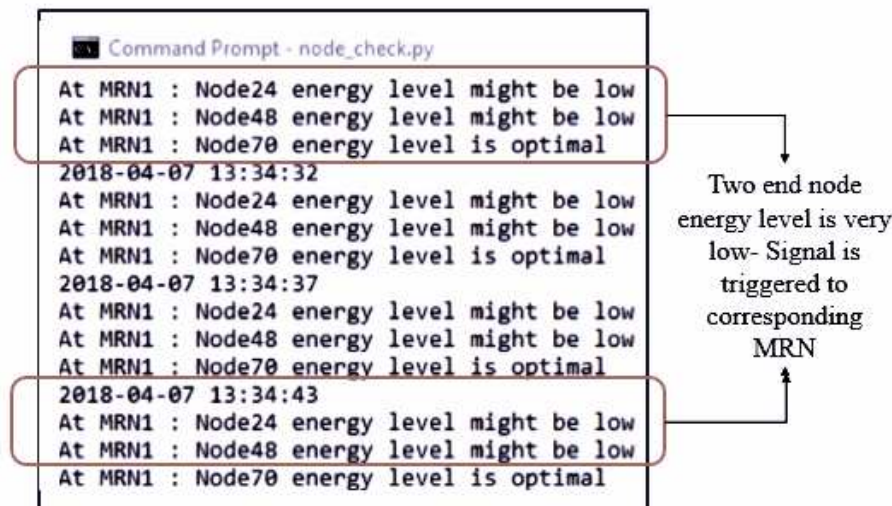 Command Prompt - node_check.py
At MRN1 : Node24 energy level might be low
At MRN1 : Node48 energy level might be low
At MRN1 : Node70 energy level is optimal
2018-04-07 13:34:32
At MRN1 : Node24 energy level might be low
At MRN1 : Node48 energy level might be low
At MRN1 : Node70 energy level is optimal
2018-04-07 13:34:37
At MRN1 : Node24 energy level might be low
At MRN1 : Node48 energy level might be low
At MRN1 : Node70 energy level is optimal
2018-04-07 13:34:43
At MRN1 : Node24 energy level might be low
At MRN1 : Node48 energy level might be low
At MRN1 : Node70 energy level is optimal
Two end node
energy level is very
low- Signal is
triggered to
corresponding
MRN